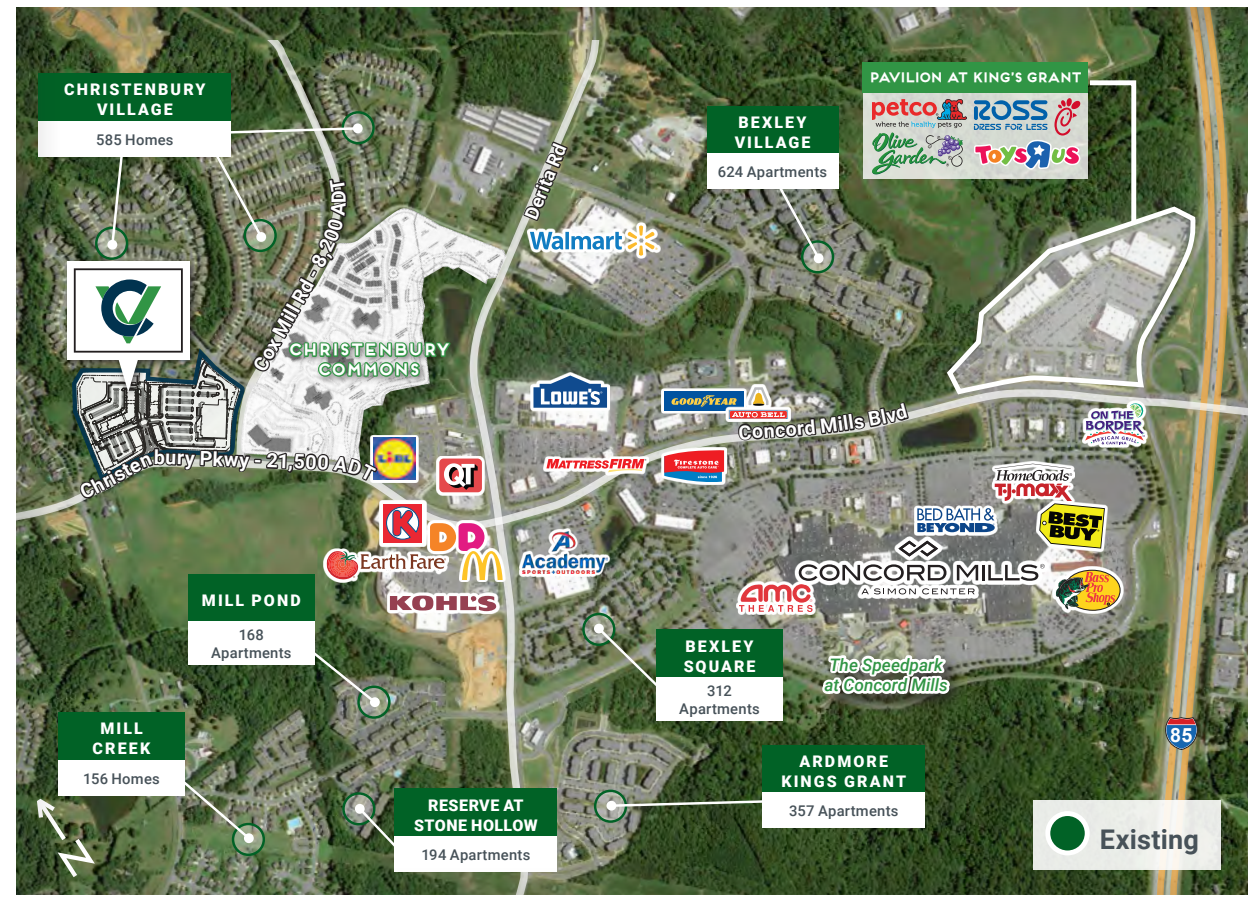 CHRISTENBURY
VILLAGE
585 Homes
BEXLEY
VILLAGE
624 Apartments
PAVILION AT KING'S GRANT
petco
where the healthy pets go
ROSS
DRESS FOR LESS
Olive
Garden
TOYSRUS
Derita Rd
Walmart
Cox Mill Rd - 8,200 ADT
CV
CHRISTENBURY
COMMONS
LOWE'S
GOODYEAR
AUTO BELL
Concord Mills Blvd
ON THE
BORDER
MEXICAN GRILL
& CANTINA
Christenbury Pkwy - 21,500 ADT
LIDL
QT
MATTRESSFIRM
Firestone
COMPLETE AUTO CARE
HomeGoods
T.J.maxx
BED BATH &
BEYOND
BEST
BUY
K
DD
Earth Fare
M
A
Academy
SPORTS+OUTDOORS
CONCORD MILLS®
A SIMON CENTER
amc
THEATRES
Bass
Pro
Shops
KOHL'S
MILL POND
168
Apartments
BEXLEY
SQUARE
312
Apartments
The Speedpark
at Concord Mills
MILL
CREEK
156 Homes
RESERVE AT
STONE HOLLOW
194 Apartments
ARDMORE
KINGS GRANT
357 Apartments
85
N
Existing